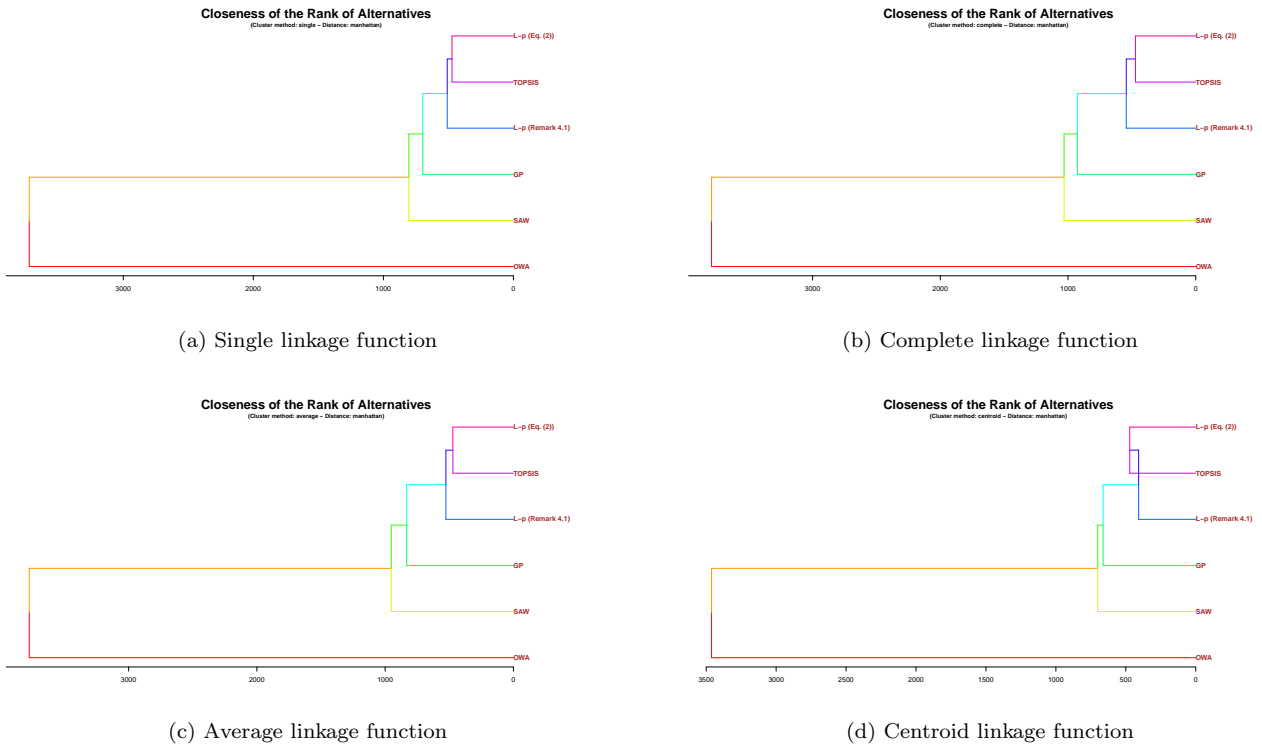 Closeness of the Rank of Alternatives
(Cluster method: single − Distance: manhattan)
L−p (Eq. (2))
TOPSIS
L−p (Remark 4.1)
GP
SAW
OWA
3000 2000 1000 0
(a) Single linkage function
Closeness of the Rank of Alternatives
(Cluster method: complete − Distance: manhattan)
L−p (Eq. (2))
TOPSIS
L−p (Remark 4.1)
GP
SAW
OWA
3000 2000 1000 0
(b) Complete linkage function
Closeness of the Rank of Alternatives
(Cluster method: average − Distance: manhattan)
L−p (Eq. (2))
TOPSIS
L−p (Remark 4.1)
GP
SAW
OWA
3000 2000 1000 0
(c) Average linkage function
Closeness of the Rank of Alternatives
(Cluster method: centroid − Distance: manhattan)
L−p (Eq. (2))
TOPSIS
L−p (Remark 4.1)
GP
SAW
OWA
3500 3000 2500 2000 1500 1000 500 0
(d) Centroid linkage function